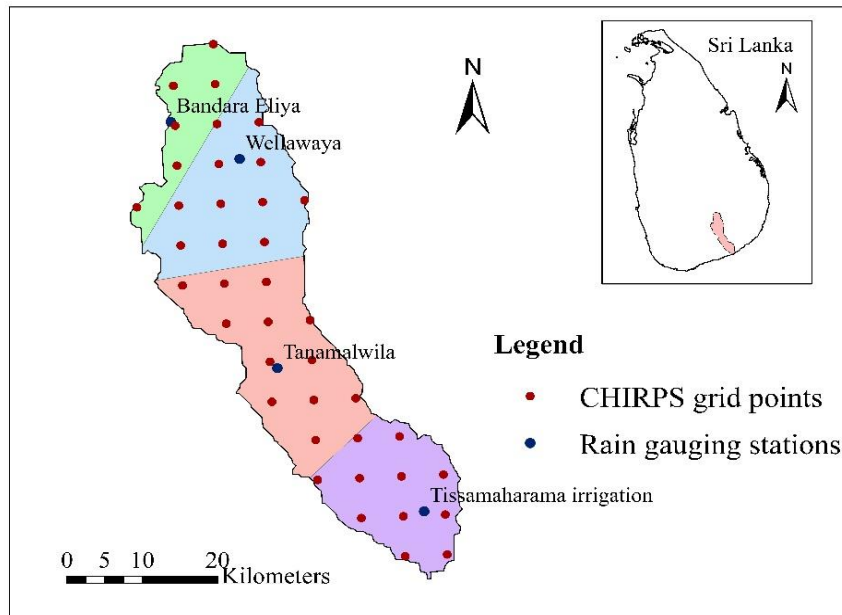 Sri Lanka
N
N
Bandara Eliya
Wellawaya
Tanamalwila
Tissamaharama irrigation
Legend
CHIRPS grid points
Rain gauging stations
0 5 10 20
Kilometers